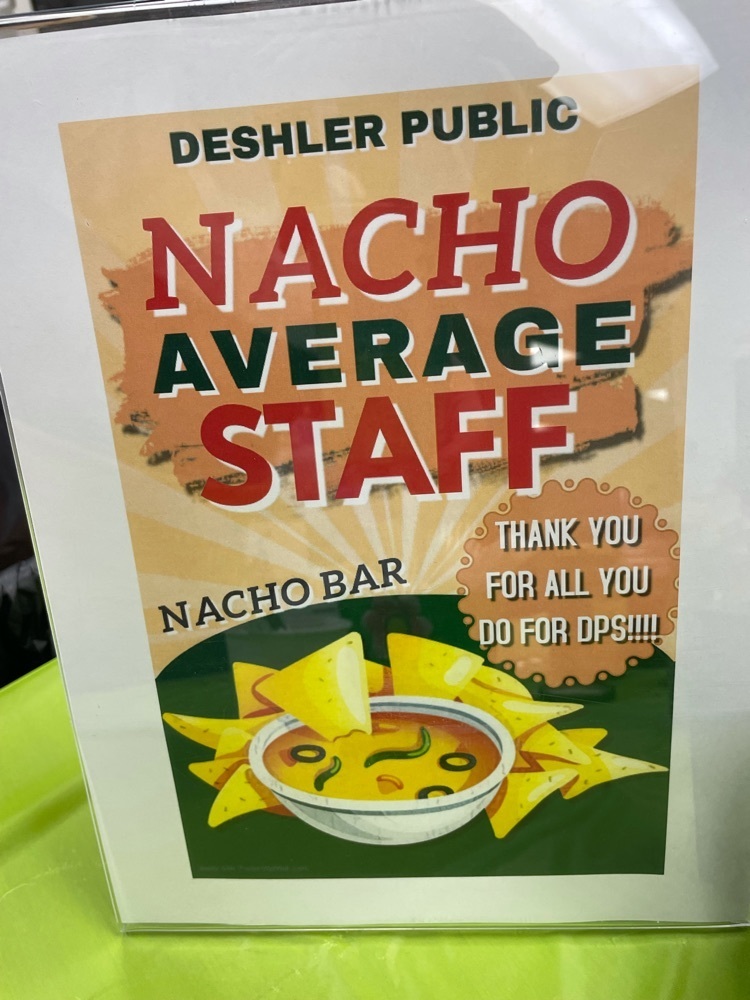 DESHLER PUBLIC
NACHO
AVERAGE
STAFF
THANK YOU
FOR ALL YOU
DO FOR DPS!!!!!
NACHO BAR